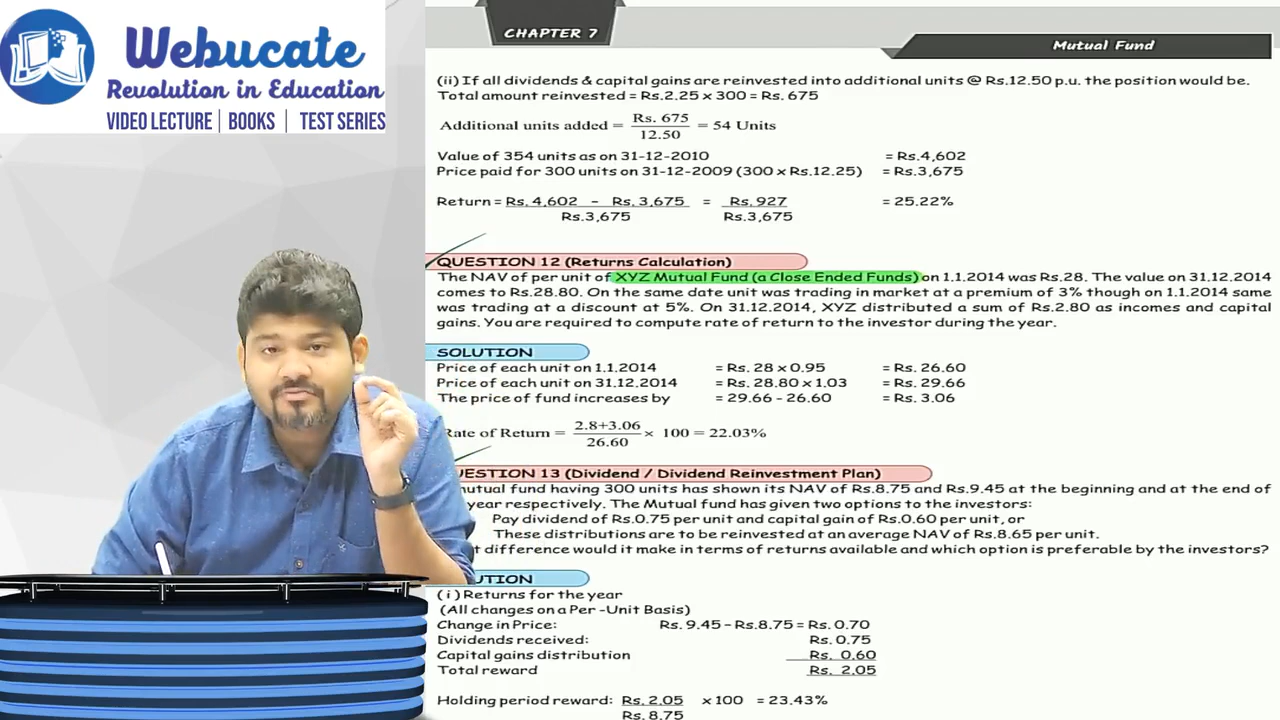 Webucate
Revolution in Education
VIDEO LECTURE | BOOKS | TEST SERIES
CHAPTER 7
Mutual Fund
(ii) If all dividends & capital gains are reinvested into additional units @ Rs.12.50 p.u. the position would be.
Total amount reinvested = Rs.2.25 x 300 = Rs. 675
Additional units added = Rs. 675 / 12.50 = 54 Units
Value of 354 units as on 31-12-2010 = Rs.4,602
Price paid for 300 units on 31-12-2009 (300 x Rs.12.25) = Rs.3,675
Return = Rs. 4,602 - Rs. 3,675 / Rs.3,675 = Rs. 927 / Rs.3,675 = 25.22%
QUESTION 12 (Returns Calculation)
The NAV of per unit of XYZ Mutual Fund (a Close Ended Funds) on 1.1.2014 was Rs.28. The value on 31.12.2014
comes to Rs.28.80. On the same date unit was trading in market at a premium of 3% though on 1.1.2014 same
was trading at a discount at 5%. On 31.12.2014, XYZ distributed a sum of Rs.2.80 as incomes and capital
gains. You are required to compute rate of return to the investor during the year.
SOLUTION
Price of each unit on 1.1.2014 = Rs. 28 x 0.95 = Rs. 26.60
Price of each unit on 31.12.2014 = Rs. 28.80 x 1.03 = Rs. 29.66
The price of fund increases by = 29.66 - 26.60 = Rs. 3.06
Rate of Return = 2.8+3.06 / 26.60 × 100 = 22.03%
UESTION 13 (Dividend / Dividend Reinvestment Plan)
mutual fund having 300 units has shown its NAV of Rs.8.75 and Rs.9.45 at the beginning and at the end of
year respectively. The Mutual Fund has given two options to the investors:
Pay dividend of Rs.0.75 per unit and capital gain of Rs.0.60 per unit, or
These distributions are to be reinvested at an average NAV of Rs.8.65 per unit.
t difference would it make in terms of returns available and which option is preferable by the investors?
UTION
(i) Returns for the year
(All changes on a Per -Unit Basis)
Change in Price: Rs. 9.45 – Rs.8.75 = Rs. 0.70
Dividends received: Rs. 0.75
Capital gains distribution Rs. 0.60
Total reward Rs. 2.05
Holding period reward: Rs. 2.05 / Rs. 8.75 x 100 = 23.43%